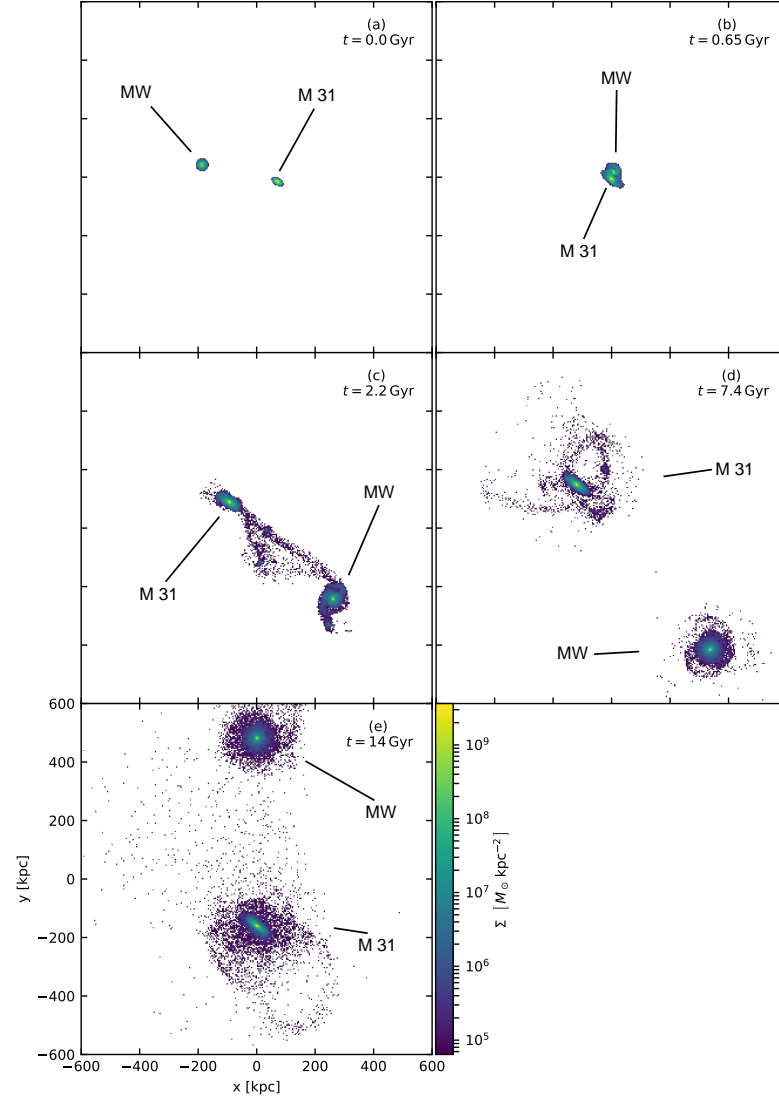 (a)
t = 0.0 Gyr
MW
M 31
(b)
t = 0.65 Gyr
MW
M 31
(c)
t = 2.2 Gyr
MW
M 31
(d)
t = 7.4 Gyr
M 31
MW
(e)
t = 14 Gyr
MW
M 31
600
400
200
0
−200
−400
−600
y [kpc]
−600 −400 −200 0 200 400 600
x [kpc]
10⁹
10⁸
10⁷
10⁶
10⁵
Σ [M⊙ kpc⁻²]